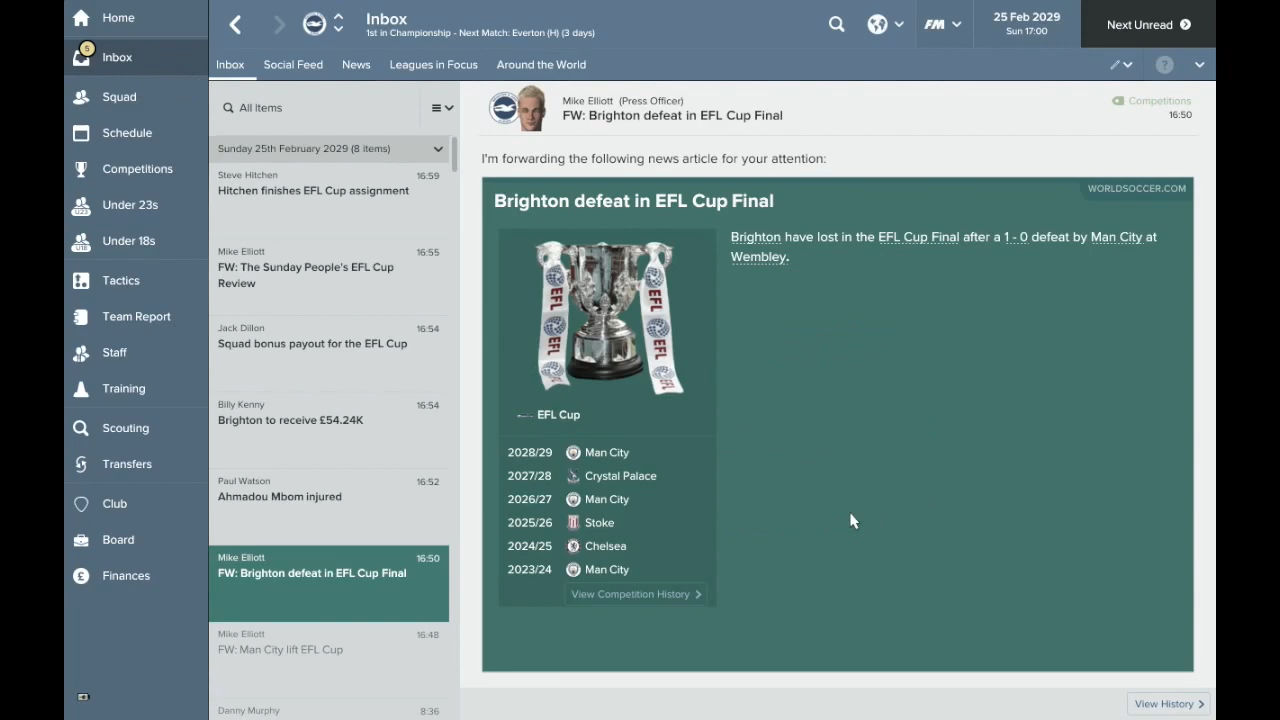 Home
Inbox
5
Squad
Schedule
Competitions
Under 23s
U23
Under 18s
U18
Tactics
Team Report
Staff
Training
Scouting
Transfers
Club
Board
Finances
Inbox
1st in Championship - Next Match: Everton (H) (3 days)
FM
25 Feb 2029
Sun 17:00
Next Unread
Inbox
Social Feed
News
Leagues in Focus
Around the World
?
All Items
Sunday 25th February 2029 (8 items)
Steve Hitchen 16:59
Hitchen finishes EFL Cup assignment
Mike Elliott 16:55
FW: The Sunday People's EFL Cup
Review
Jack Dillon 16:54
Squad bonus payout for the EFL Cup
Billy Kenny 16:54
Brighton to receive £54.24K
Paul Watson 16:52
Ahmadou Mbom injured
Mike Elliott 16:50
FW: Brighton defeat in EFL Cup Final
Mike Elliott 16:48
FW: Man City lift EFL Cup
Danny Murphy 8:36
Mike Elliott (Press Officer)
FW: Brighton defeat in EFL Cup Final
Competitions
16:50
I'm forwarding the following news article for your attention:
WORLDSOCCER.COM
Brighton defeat in EFL Cup Final
EFL
EFL
EFL
EFL
Brighton have lost in the EFL Cup Final after a 1 - 0 defeat by Man City at
Wembley.
EFL Cup
2028/29 Man City
2027/28 Crystal Palace
2026/27 Man City
2025/26 Stoke
2024/25 Chelsea
2023/24 Man City
View Competition History
View History